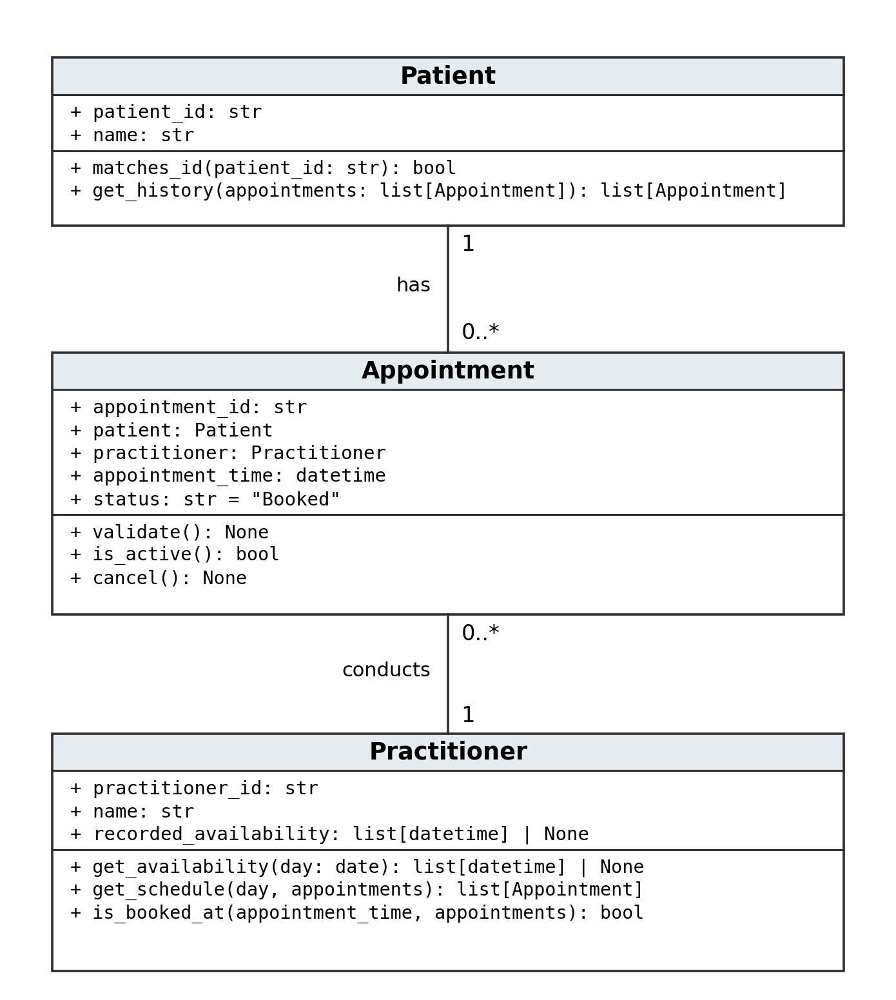 Patient
+ patient_id: str
+ name: str
+ matches_id(patient_id: str): bool
+ get_history(appointments: list[Appointment]): list[Appointment]
1
has
0..*
Appointment
+ appointment_id: str
+ patient: Patient
+ practitioner: Practitioner
+ appointment_time: datetime
+ status: str = "Booked"
+ validate(): None
+ is_active(): bool
+ cancel(): None
0..*
conducts
1
Practitioner
+ practitioner_id: str
+ name: str
+ recorded_availability: list[datetime] | None
+ get_availability(day: date): list[datetime] | None
+ get_schedule(day, appointments): list[Appointment]
+ is_booked_at(appointment_time, appointments): bool